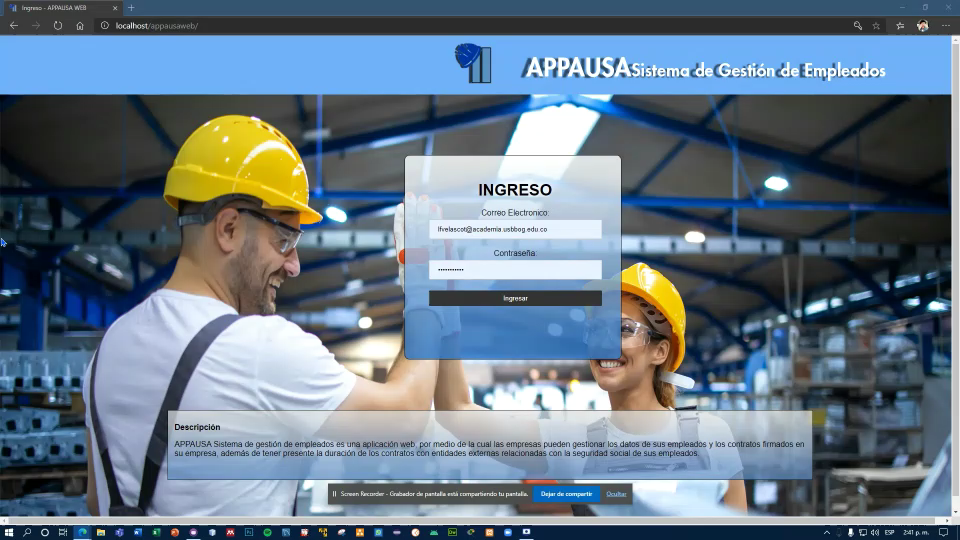 Ingreso - APPAUSA WEB
localhost/appausaweb/
APPAUSA Sistema de Gestión de Empleados
INGRESO
Correo Electronico:
lfvelascot@academia.usbbog.edu.co
Contraseña:
•••••••••••
Ingresar
Descripción
APPAUSA Sistema de gestión de empleados es una aplicación web, por medio de la cual las empresas pueden gestionar los datos de sus empleados y los contratos firmados en
su empresa, además de tener presente la duración de los contratos con entidades externas relacionadas con la seguridad social de sus empleados.
Screen Recorder - Grabador de pantalla está compartiendo tu pantalla.
Dejar de compartir
Ocultar
ESP
2:41 p. m.